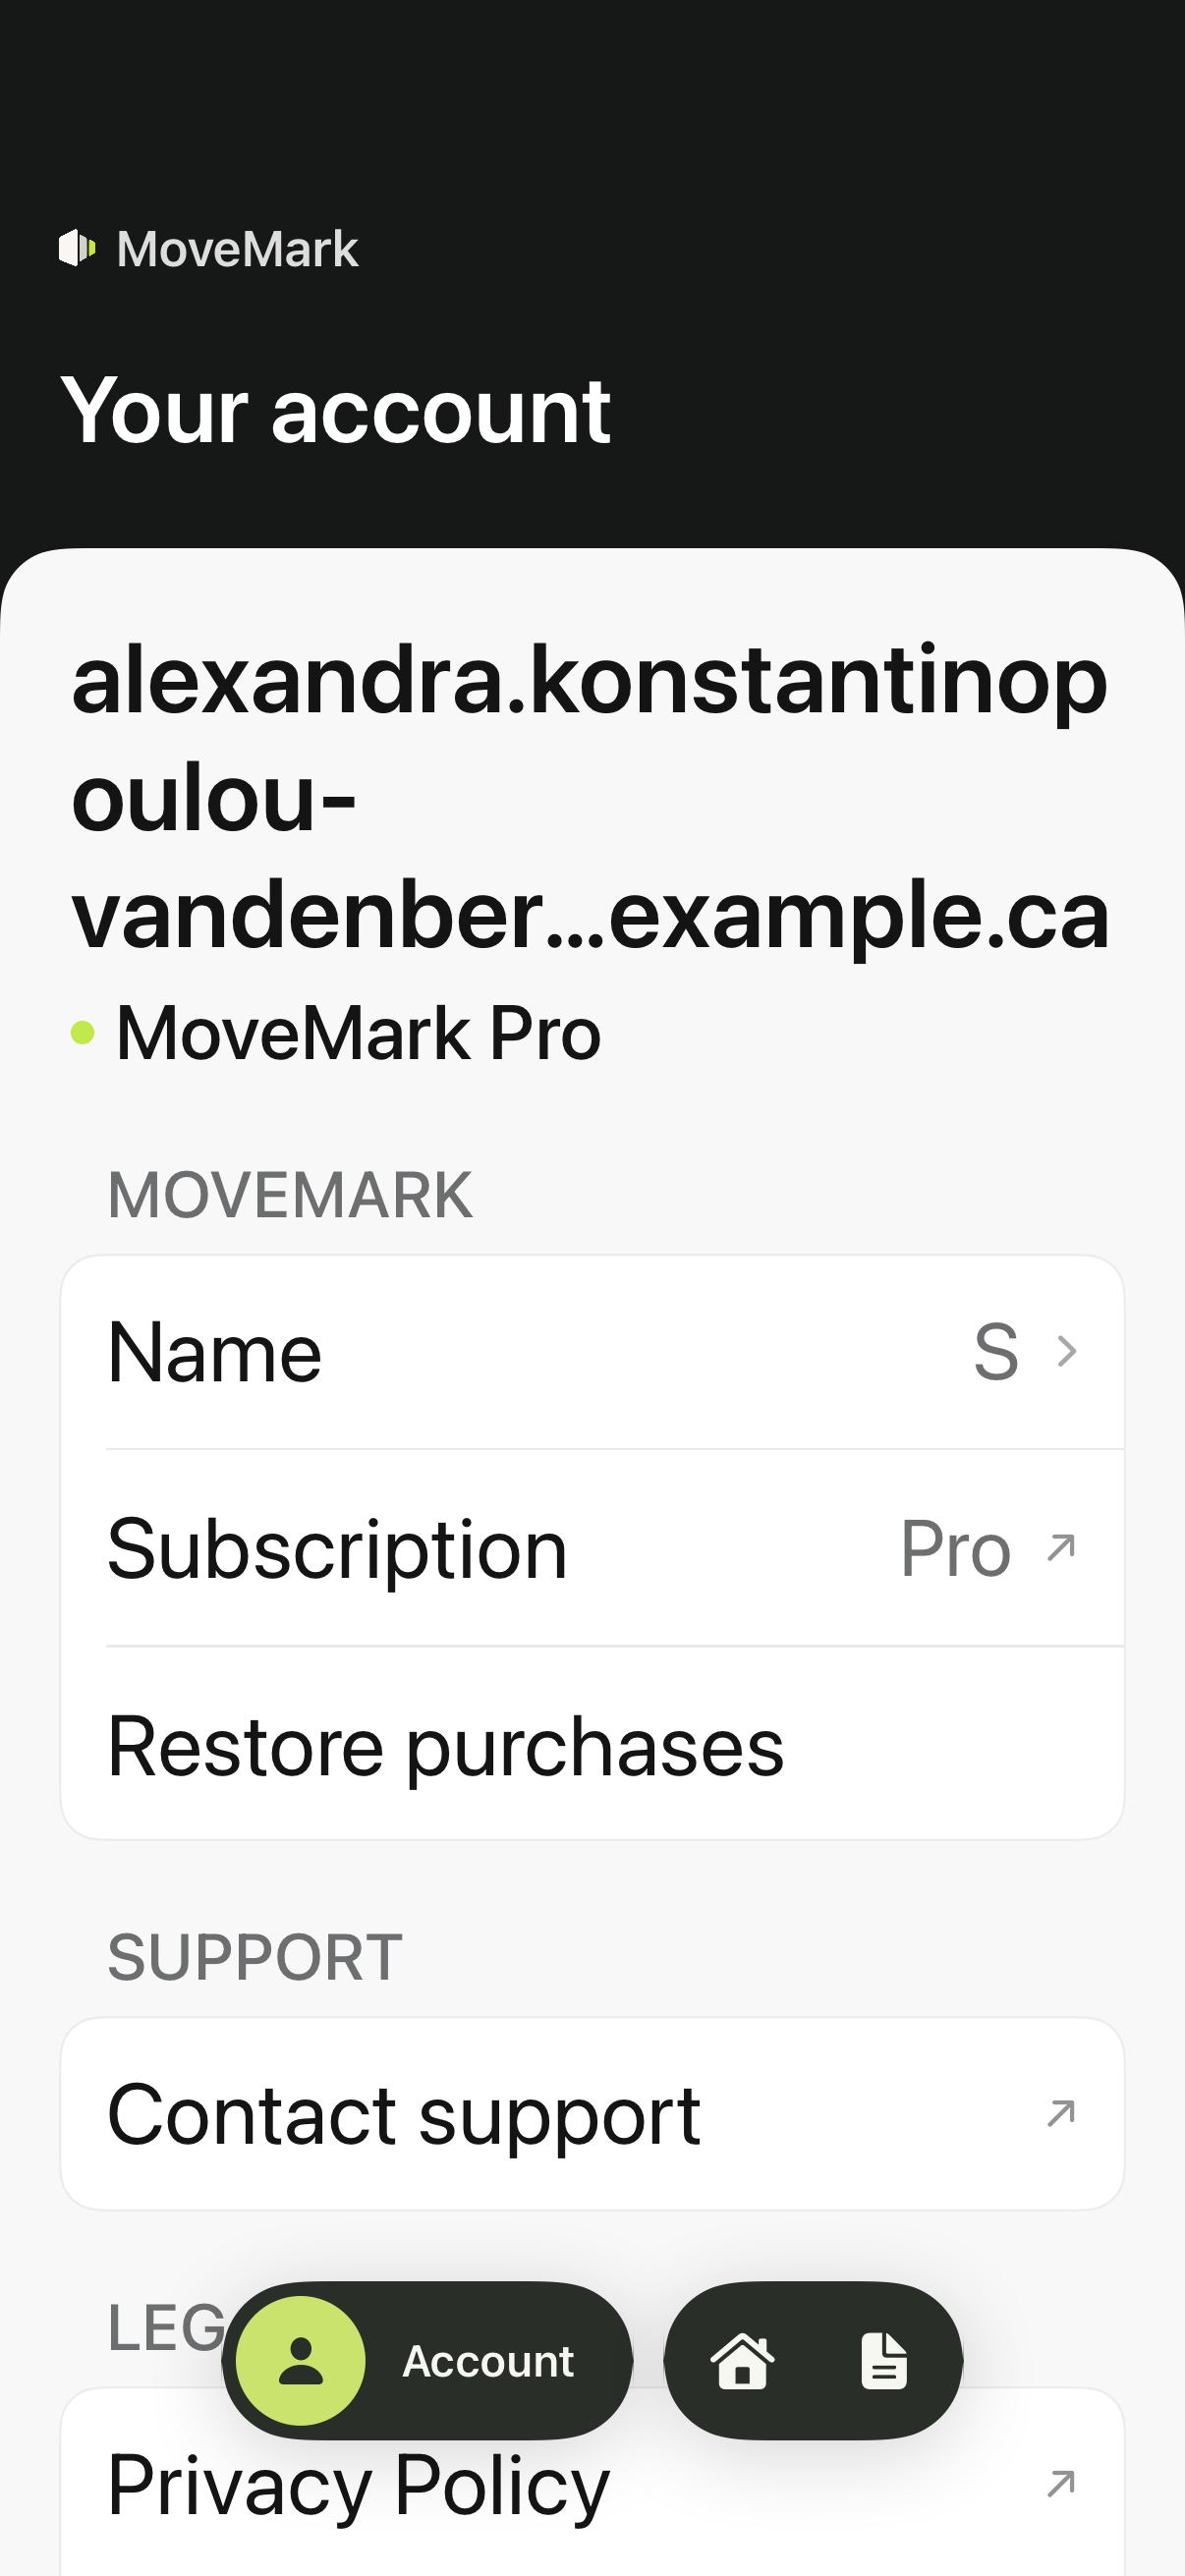 MoveMark
Your account
alexandra.konstantinop
oulou-
vandenber...example.ca
MoveMark Pro
MOVEMARK
Name S
Subscription Pro
Restore purchases
SUPPORT
Contact support
LEG
Account
Privacy Policy